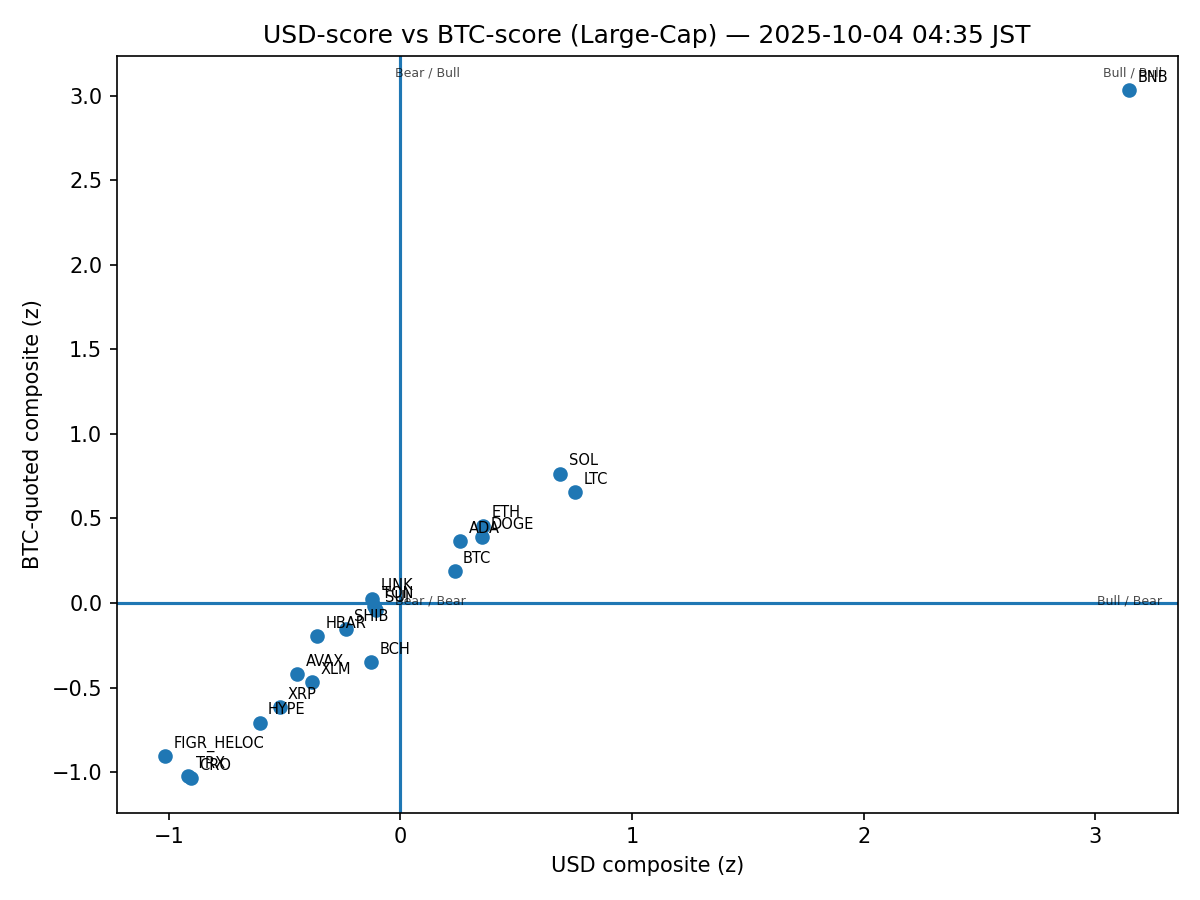 USD-score vs BTC-score (Large-Cap) — 2025-10-04 04:35 JST
Bear / Bull
Bull / Bull
BNB
3.0
2.5
2.0
1.5
1.0
0.5
0.0
−0.5
−1.0
BTC-quoted composite (z)
SOL
LTC
ETH
DOGE
ADA
BTC
LINK
TON
SUI
Bear / Bear
Bull / Bear
SHIB
HBAR
BCH
AVAX
XLM
XRP
HYPE
FIGR_HELOC
TRX
CRO
−1
0
1
2
3
USD composite (z)